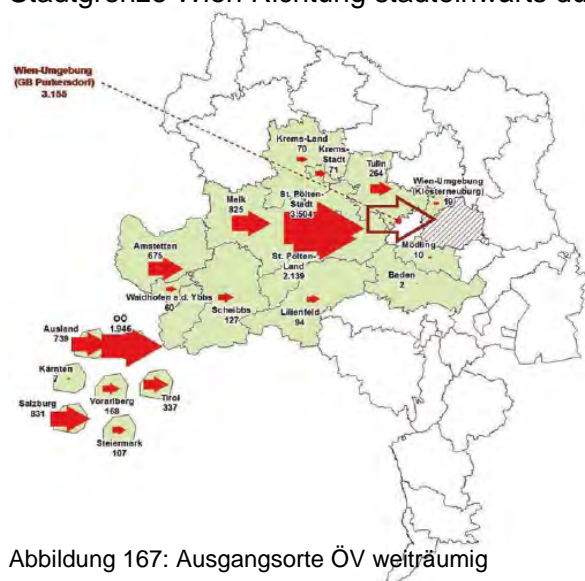 Stadtgrenze Wien Richtung stadteinwärts du
Wien-Umgebung
(GB Purkersdorf)
3.155
Krems-Land
70
Krems-
Stadt
71
Tulln
264
Wien-Umgebung
(Klosterneuburg)
10
Melk
825
St. Pölten-
Stadt
3.504
Mödling
10
Amstetten
675
St. Pölten-
Land
2.139
Baden
2
Waidhofen a.d. Ybbs
60
Scheibbs
127
Lilienfeld
94
Ausland
739
OÖ
1.946
Kärnten
7
Vorarlberg
168
Tirol
337
Salzburg
831
Steiermark
107
Abbildung 167: Ausgangsorte ÖV weiträumig